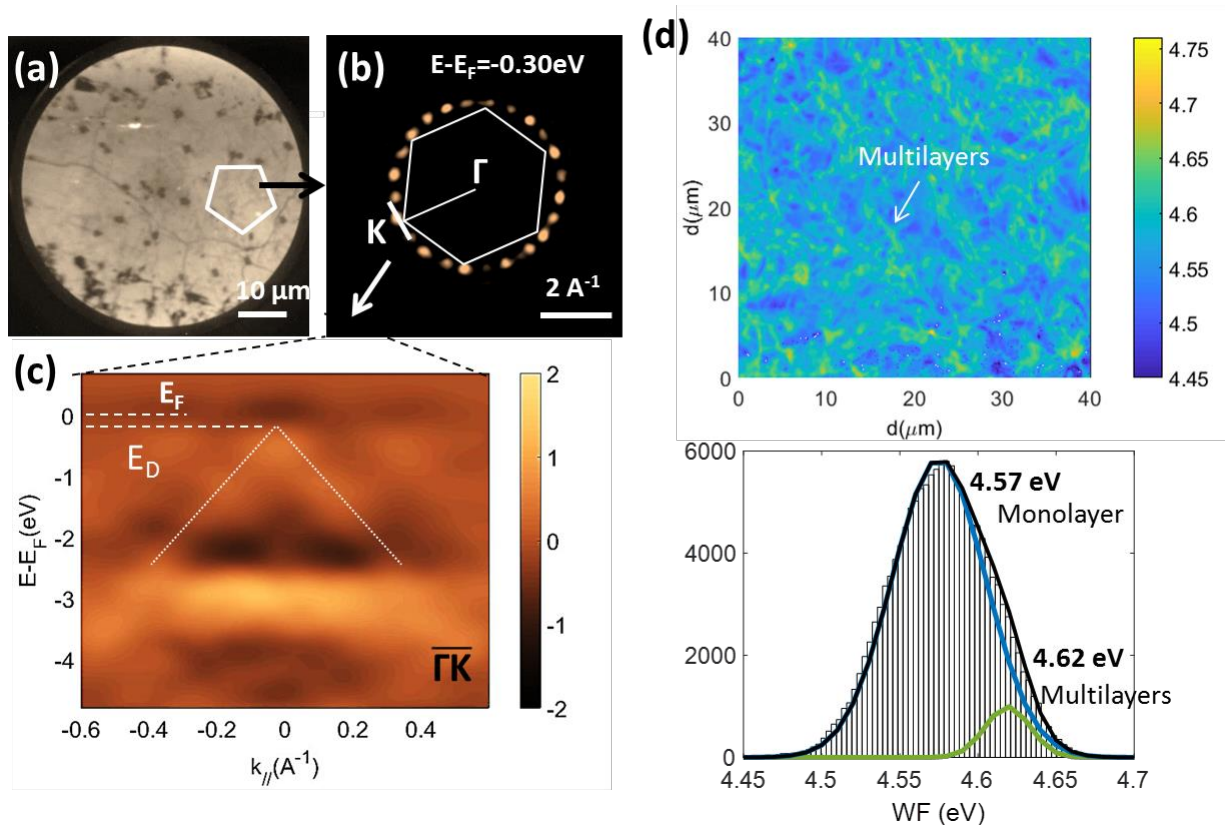 (a)
10 μm
(b)
E-E_F=-0.30eV
Γ
K
2 A⁻¹
(c)
E_F
E_D
0
-1
-2
-3
-4
E-E_F(eV)
ΓK
-0.6 -0.4 -0.2 0 0.2 0.4
k_//(A⁻¹)
2
1
0
-1
-2
(d)
Multilayers
40
30
20
10
0
d(μm)
0 10 20 30 40
d(μm)
4.75
4.7
4.65
4.6
4.55
4.5
4.45
6000
4000
2000
0
4.57 eV
Monolayer
4.62 eV
Multilayers
4.45 4.5 4.55 4.6 4.65 4.7
WF (eV)